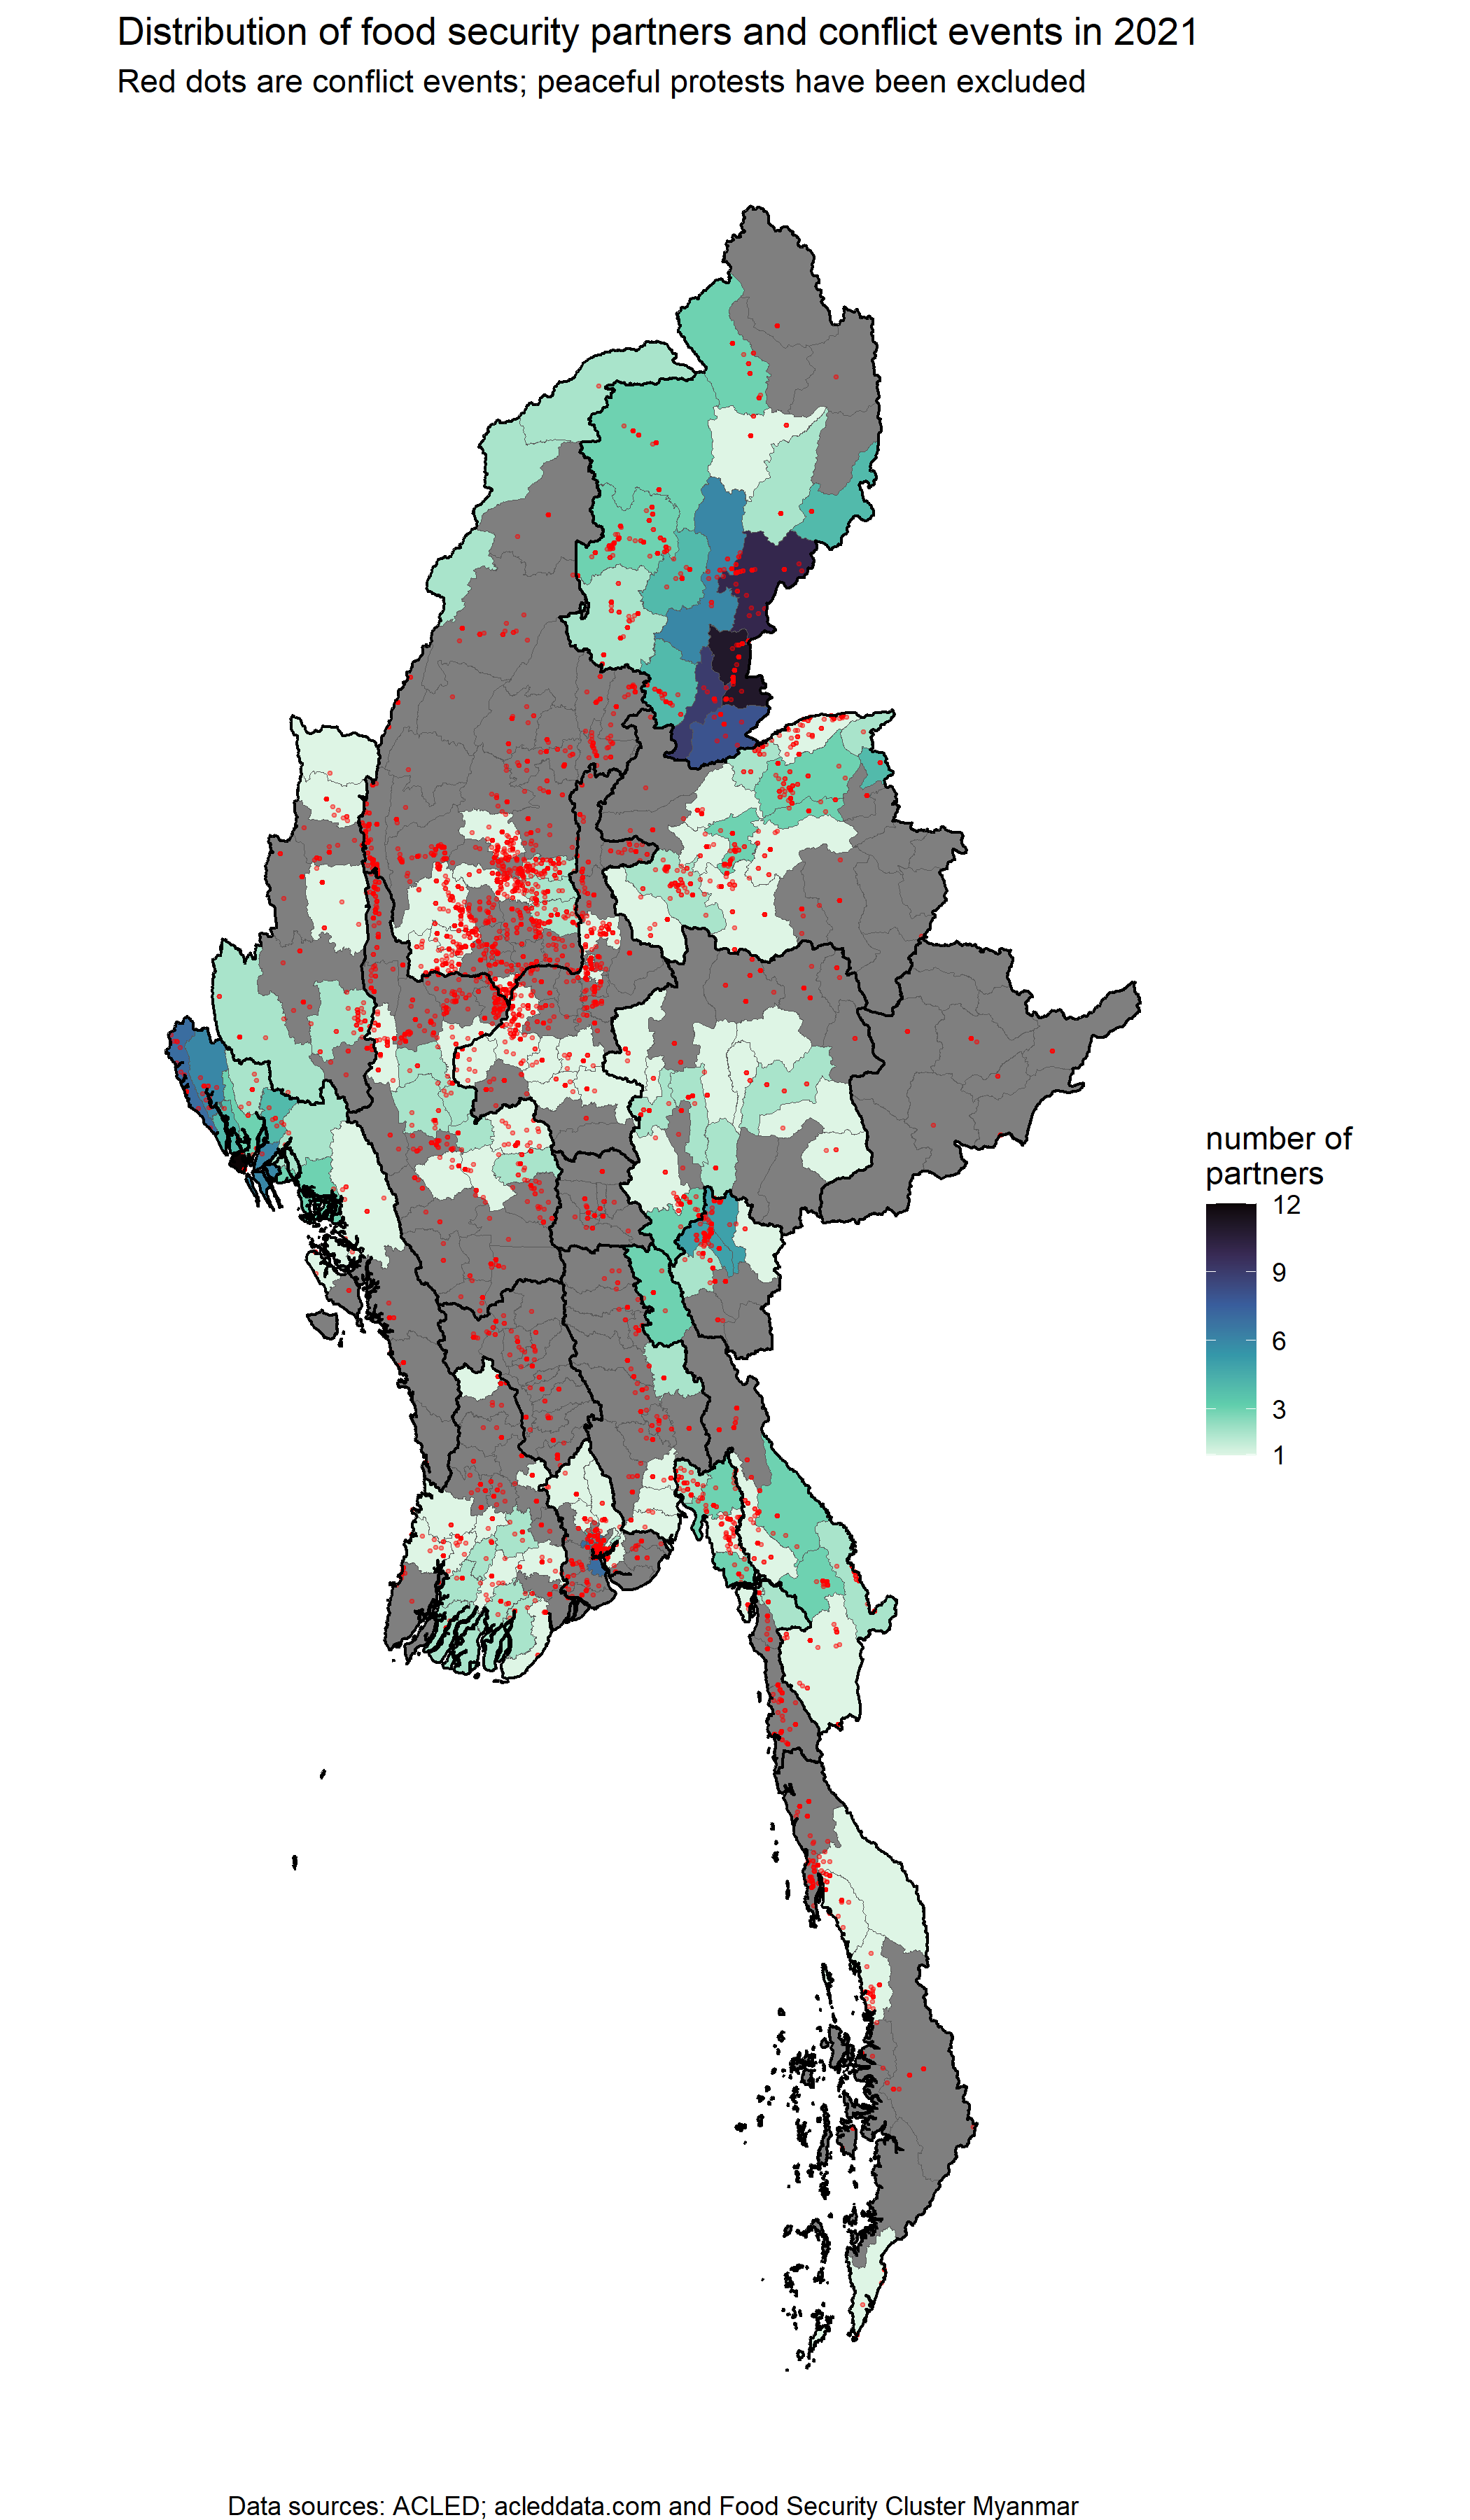 Distribution of food security partners and conflict events in 2021
Red dots are conflict events; peaceful protests have been excluded
number of
partners
12
9
6
3
1
Data sources: ACLED; acleddata.com and Food Security Cluster Myanmar